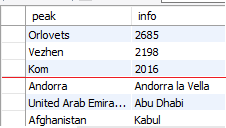 peak info
Orlovets 2685
Vezhen 2198
Kom 2016
Andorra Andorra la Vella
United Arab Emira... Abu Dhabi
Afghanistan Kabul